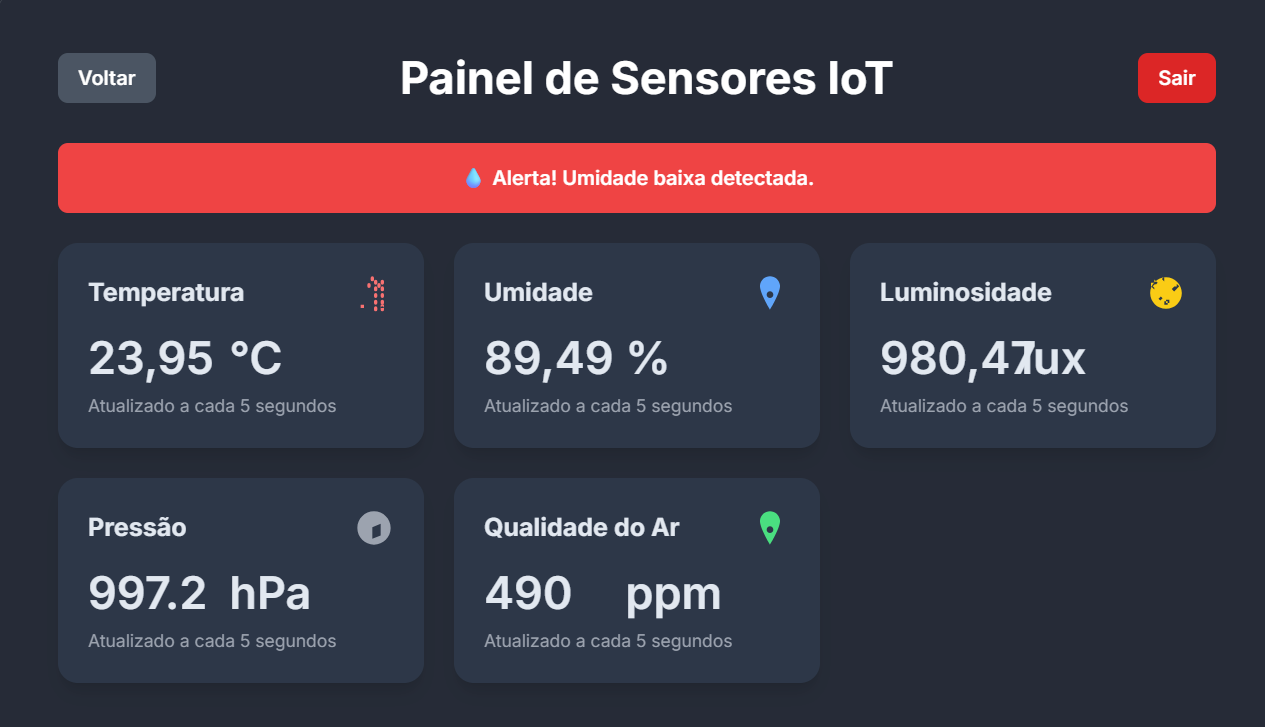 Voltar
Painel de Sensores IoT
Sair
💧 Alerta! Umidade baixa detectada.
Temperatura
23,95 °C
Atualizado a cada 5 segundos
Umidade
89,49 %
Atualizado a cada 5 segundos
Luminosidade
980,47lux
Atualizado a cada 5 segundos
Pressão
997.2 hPa
Atualizado a cada 5 segundos
Qualidade do Ar
490 ppm
Atualizado a cada 5 segundos